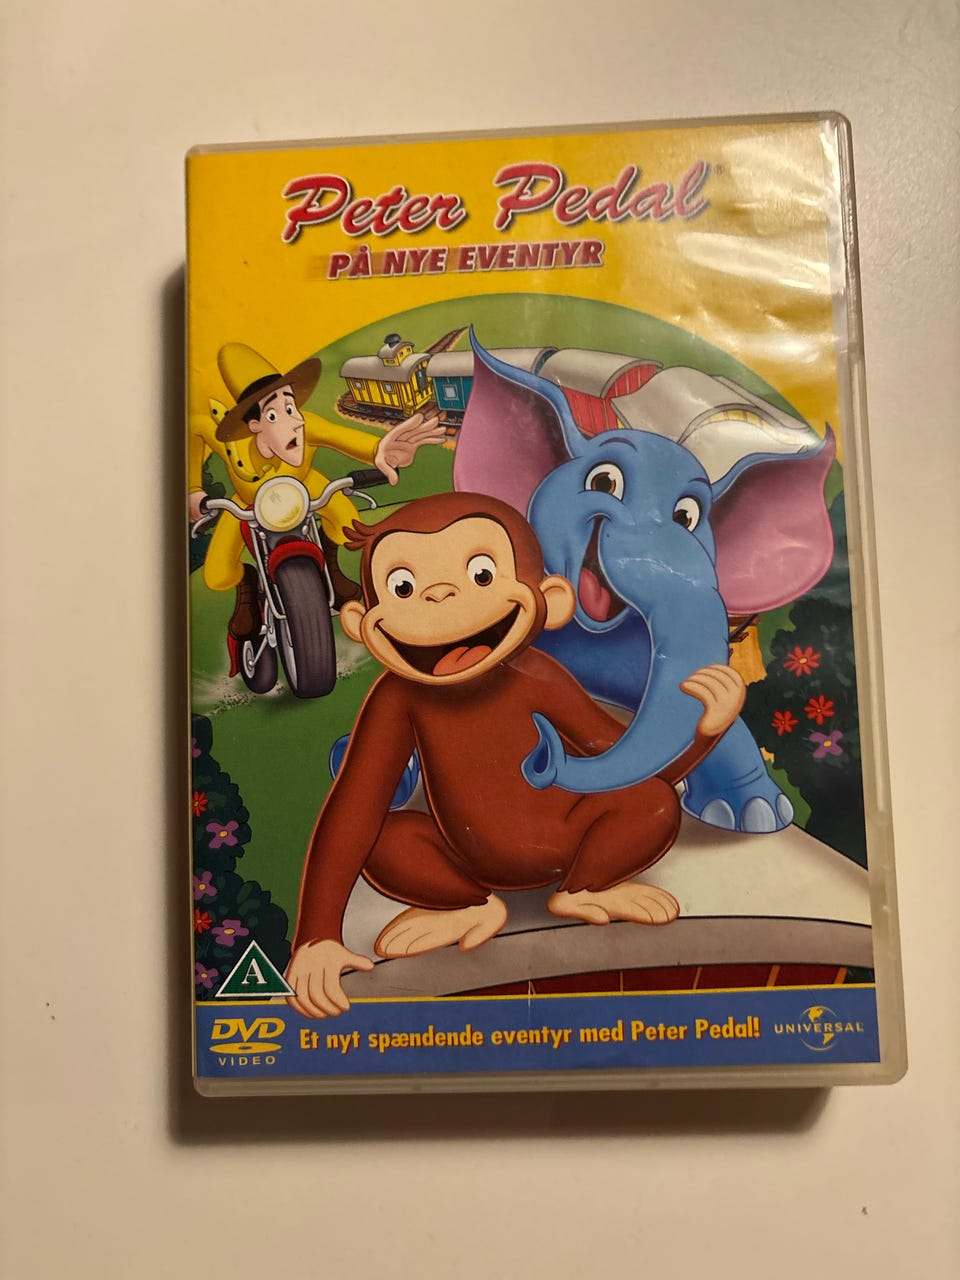 Peter Pedal®
PÅ NYE EVENTYR
A
DVD
VIDEO
Et nyt spændende eventyr med Peter Pedal!
UNIVERSAL